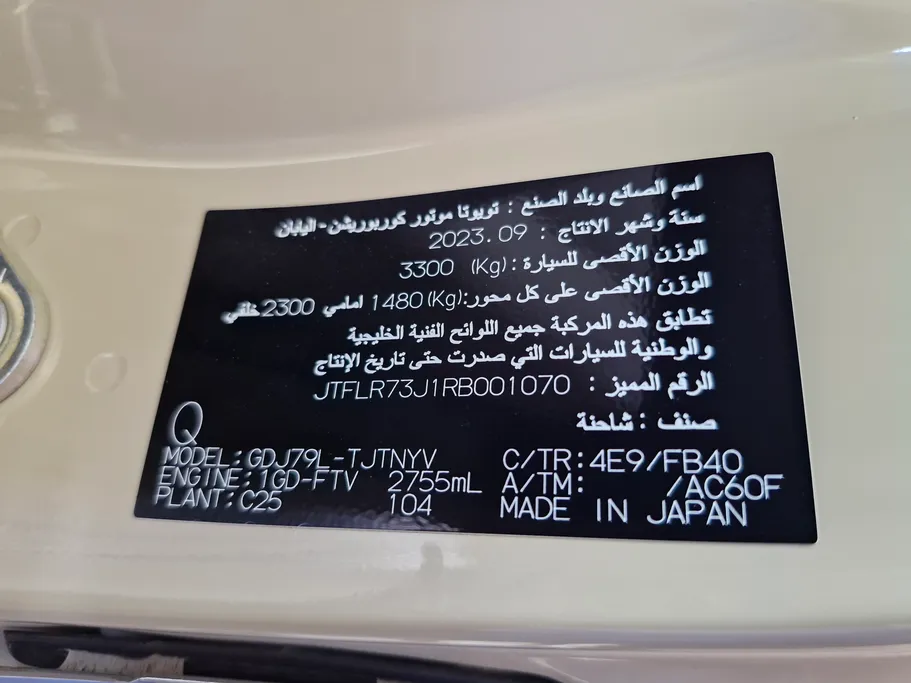 اسم الصانع وبلد الصنع : تويوتا موتور كوربوريشن - اليابان
سنة وشهر الانتاج : 2023.09
الوزن الأقصى للسيارة : (Kg) 3300
الوزن الأقصى على كل محور:(Kg) 1480 امامي 2300 خلفي
تطابق هذه المركبة جميع اللوائح الفنية الخليجية
والوطنية للسيارات التي صدرت حتى تاريخ الإنتاج
الرقم المميز : JTFLR73J1RB001070
صنف : شاحنة
Q
MODEL:GDJ79L-TJTNYV C/TR:4E9/FB40
ENGINE:1GD-FTV 2755mL A/TM: /AC60F
PLANT:C25 104 MADE IN JAPAN